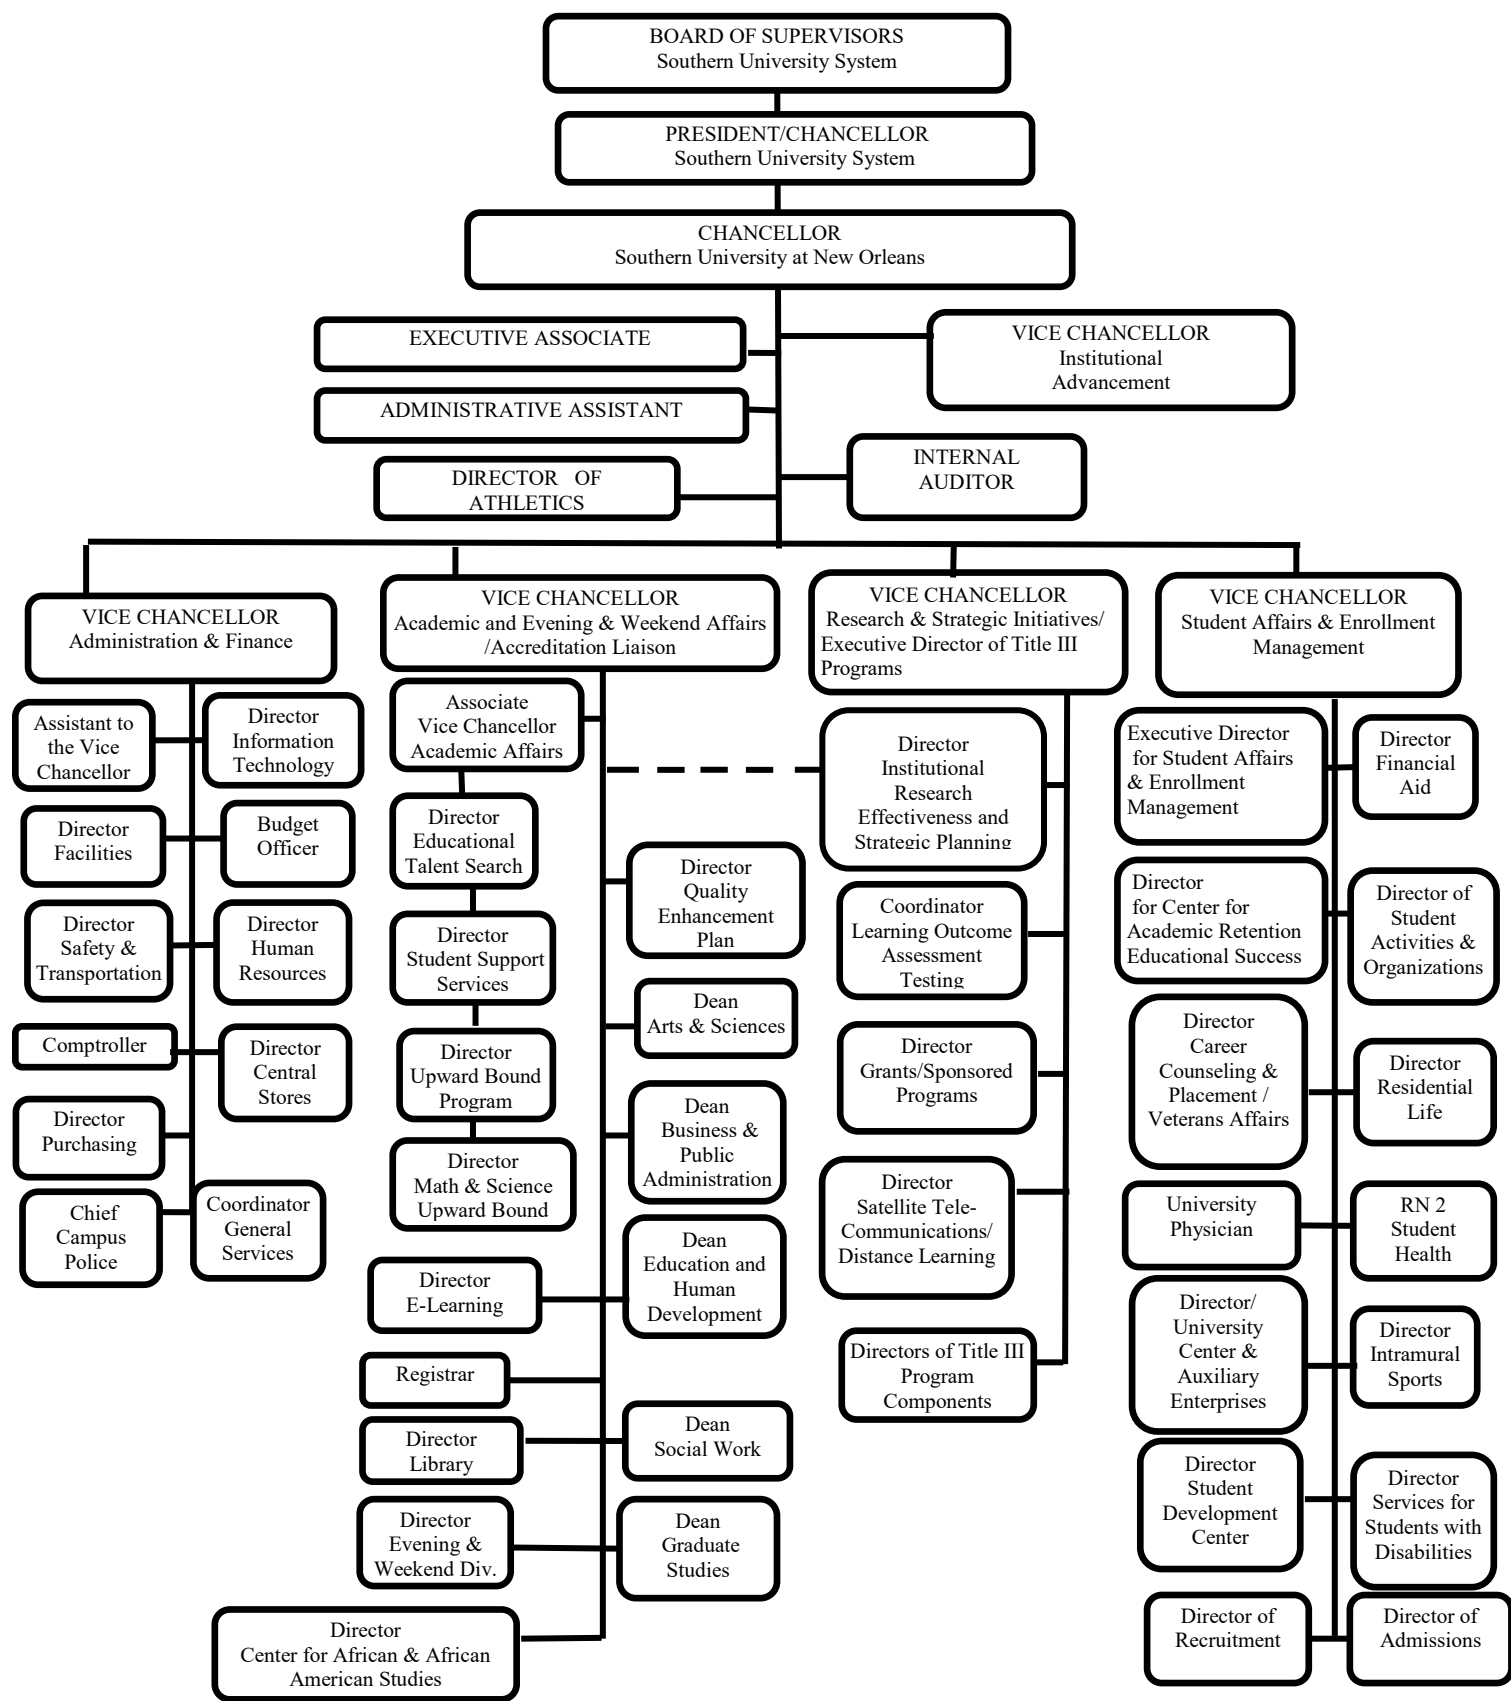 BOARD OF SUPERVISORS
Southern University System
PRESIDENT/CHANCELLOR
Southern University System
CHANCELLOR
Southern University at New Orleans
EXECUTIVE ASSOCIATE
VICE CHANCELLOR
Institutional
Advancement
ADMINISTRATIVE ASSISTANT
INTERNAL
AUDITOR
DIRECTOR OF
ATHLETICS
VICE CHANCELLOR
Administration & Finance
Assistant to
the Vice
Chancellor
Director
Information
Technology
Director
Facilities
Budget
Officer
Director
Safety &
Transportation
Director
Human
Resources
Comptroller
Director
Central
Stores
Director
Purchasing
Chief
Campus
Police
Coordinator
General
Services
VICE CHANCELLOR
Academic and Evening & Weekend Affairs
/Accreditation Liaison
Associate
Vice Chancellor
Academic Affairs
Director
Educational
Talent Search
Director
Student Support
Services
Director
Upward Bound
Program
Director
Math & Science
Upward Bound
Director
Quality
Enhancement
Plan
Dean
Arts & Sciences
Dean
Business &
Public
Administration
Dean
Education and
Human
Development
Director
E-Learning
Registrar
Director
Library
Dean
Social Work
Director
Evening &
Weekend Div.
Dean
Graduate
Studies
Director
Center for African & African
American Studies
VICE CHANCELLOR
Research & Strategic Initiatives/
Executive Director of Title III
Programs
Director
Institutional
Research
Effectiveness and
Strategic Planning
Coordinator
Learning Outcome
Assessment
Testing
Director
Grants/Sponsored
Programs
Director
Satellite Tele-
Communications/
Distance Learning
Directors of Title III
Program
Components
VICE CHANCELLOR
Student Affairs & Enrollment
Management
Executive Director
for Student Affairs
& Enrollment
Management
Director
Financial
Aid
Director
for Center for
Academic Retention
Educational Success
Director of
Student
Activities &
Organizations
Director
Career
Counseling &
Placement /
Veterans Affairs
Director
Residential
Life
University
Physician
RN 2
Student
Health
Director/
University
Center &
Auxiliary
Enterprises
Director
Intramural
Sports
Director
Student
Development
Center
Director
Services for
Students with
Disabilities
Director of
Recruitment
Director of
Admissions